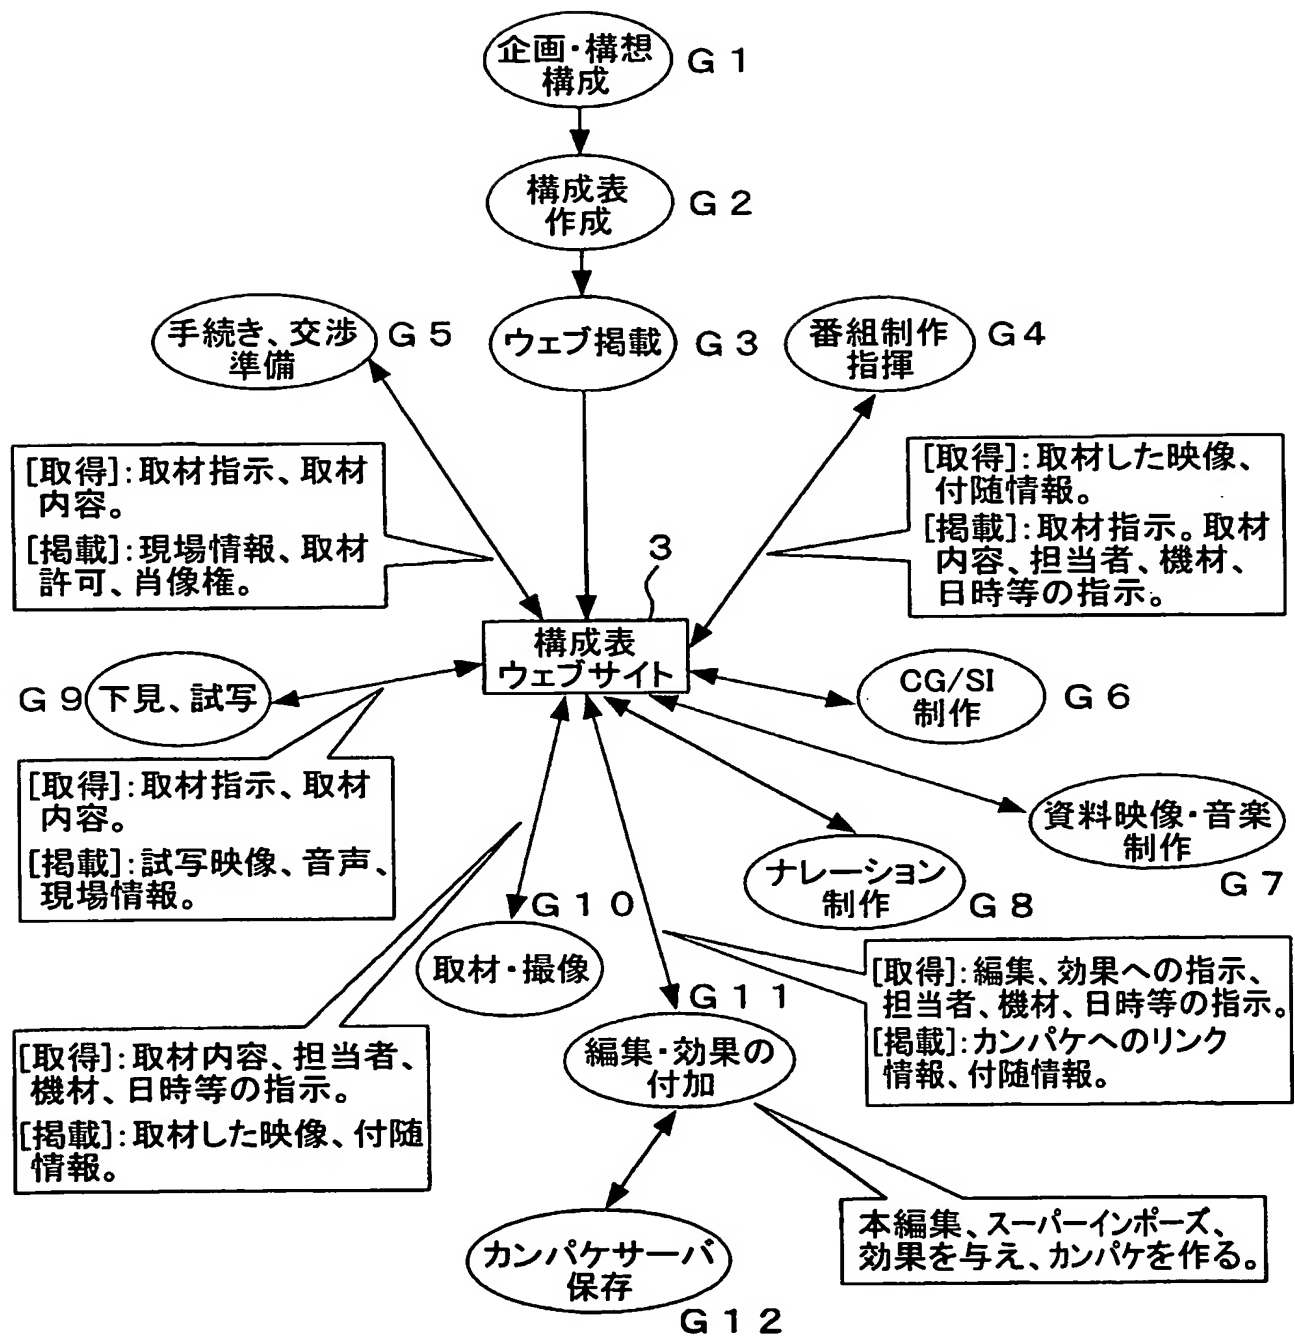 企画・構想
構成
G1
構成表
作成
G2
手続き、交渉
準備
G5
ウェブ掲載
G3
番組制作
指揮
G4
[取得]:取材指示、取材
内容。
[掲載]:現場情報、取材
許可、肖像権。
[取得]:取材した映像、
付随情報。
[掲載]:取材指示。取材
内容、担当者、機材、
日時等の指示。
3
構成表
ウェブサイト
G9
下見、試写
CG/SI
制作
G6
[取得]:取材指示、取材
内容。
[掲載]:試写映像、音声、
現場情報。
資料映像・音楽
制作
G7
ナレーション
制作
G8
G10
取材・撮像
[取得]:編集、効果への指示、
担当者、機材、日時等の指示。
[掲載]:カンパケへのリンク
情報、付随情報。
G11
編集・効果の
付加
[取得]:取材内容、担当者、
機材、日時等の指示。
[掲載]:取材した映像、付随
情報。
本編集、スーパーインポーズ、
効果を与え、カンパケを作る。
カンパケサーバ
保存
G12